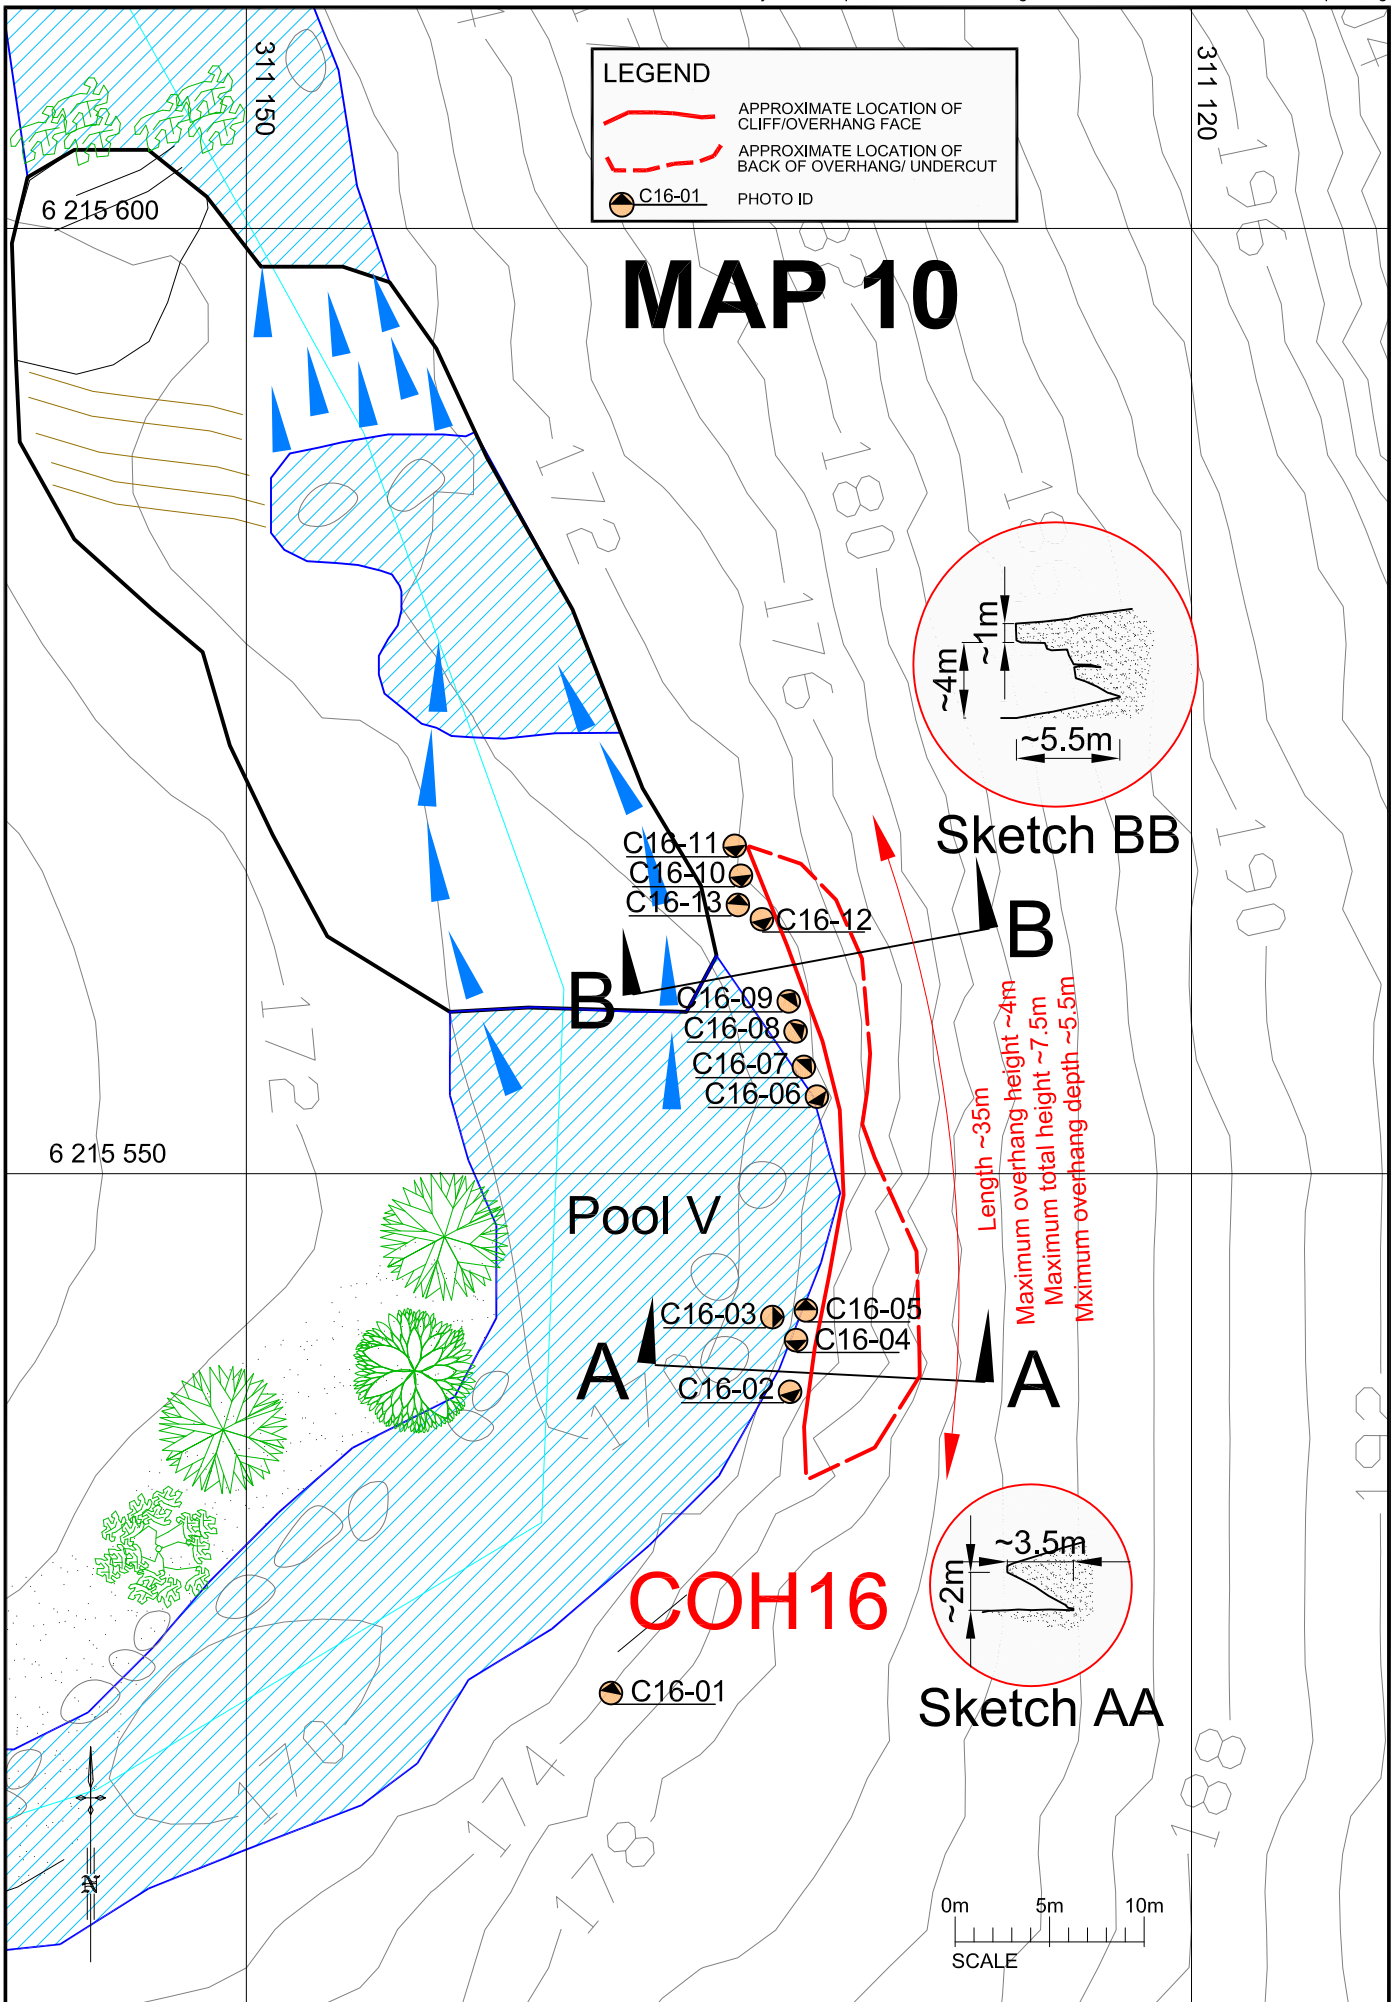 311 150
311 120
LEGEND
APPROXIMATE LOCATION OF
CLIFF/OVERHANG FACE
APPROXIMATE LOCATION OF
BACK OF OVERHANG/ UNDERCUT
C16-01
PHOTO ID
196
6 215 600
MAP 10
172
180
176
~1m
~4m
~5.5m
Sketch BB
C16-11
C16-10
C16-13
C16-12
B
B
190
C16-09
C16-08
C16-07
C16-06
172
Length ~35m
Maximum overhang height ~4m
Maximum total height ~7.5m
Mximum overhang depth ~5.5m
6 215 550
Pool V
C16-03
C16-05
C16-04
A
A
C16-02
192
~3.5m
~2m
COH16
Sketch AA
C16-01
170
174
178
188
N
0m 5m 10m
SCALE